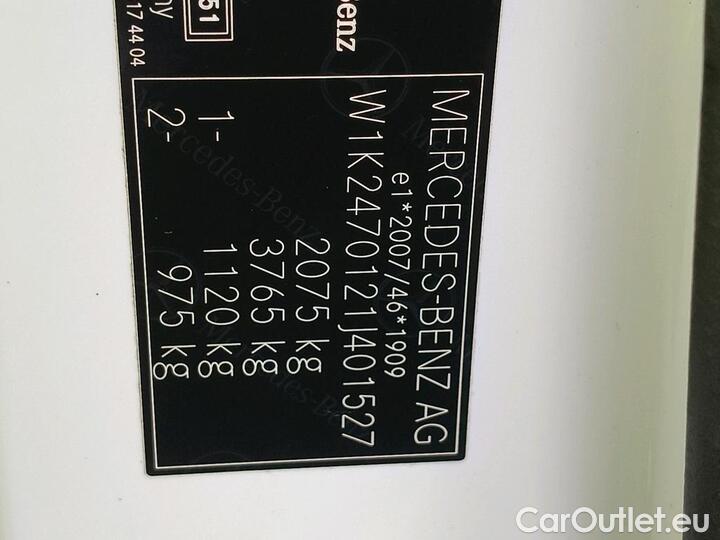 MERCEDES-BENZ AG
e1*2007/46*1909
W1K2470121J401527
2075 kg
3765 kg
1- 1120 kg
2- 975 kg
Benz
51
17 44 04
CarOutlet.eu